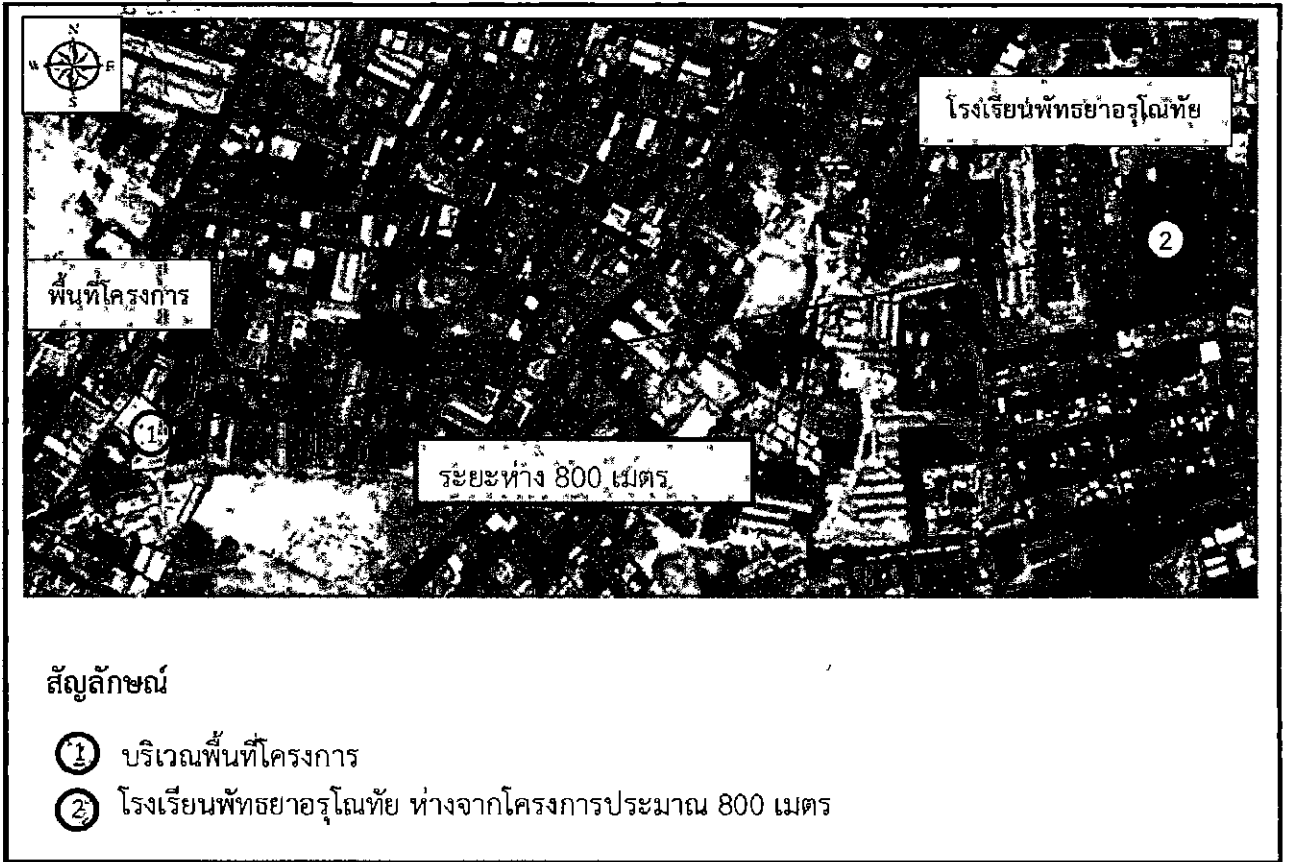 N
W E
S
โรงเรียนพัทธยาอรุโณทัย
2
พื้นที่โครงการ
1
ระยะห่าง 800 เมตร
สัญลักษณ์
1 บริเวณพื้นที่โครงการ
2 โรงเรียนพัทธยาอรุโณทัย ห่างจากโครงการประมาณ 800 เมตร